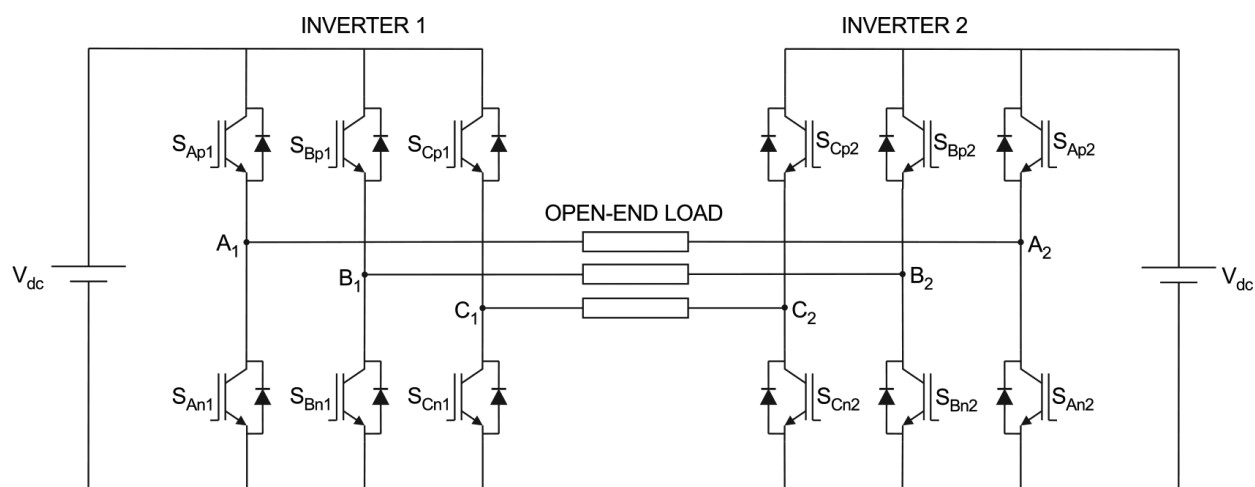 INVERTER 1
INVERTER 2
S_Ap1
S_Bp1
S_Cp1
S_Cp2
S_Bp2
S_Ap2
OPEN-END LOAD
A_1
A_2
V_dc
B_1
B_2
V_dc
C_1
C_2
S_An1
S_Bn1
S_Cn1
S_Cn2
S_Bn2
S_An2